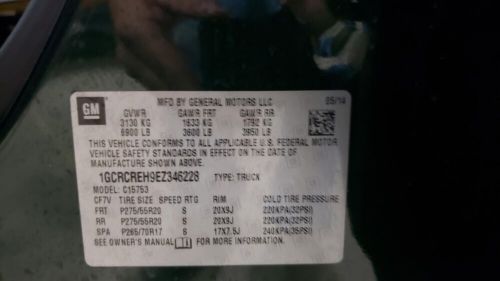 GM MFD BY GENERAL MOTORS LLC 05/14
GVWR GAWR FRT GAWR RR
3130 KG 1633 KG 1792 KG
6900 LB 3600 LB 3950 LB
THIS VEHICLE CONFORMS TO ALL APPLICABLE U.S. FEDERAL MOTOR
VEHICLE SAFETY STANDARDS IN EFFECT ON THE DATE OF
MANUFACTURE SHOWN ABOVE.
1GCRCREH9EZ346228 TYPE: TRUCK
MODEL: C15753
CF7V TIRE SIZE SPEED RTG RIM COLD TIRE PRESSURE
FRT P275/55R20 S 20X9J 220KPA(32PSI)
RR P275/55R20 S 20X9J 220KPA(32PSI)
SPA P265/70R17 S 17X7.5J 240KPA(35PSI)
SEE OWNER'S MANUAL FOR MORE INFORMATION.